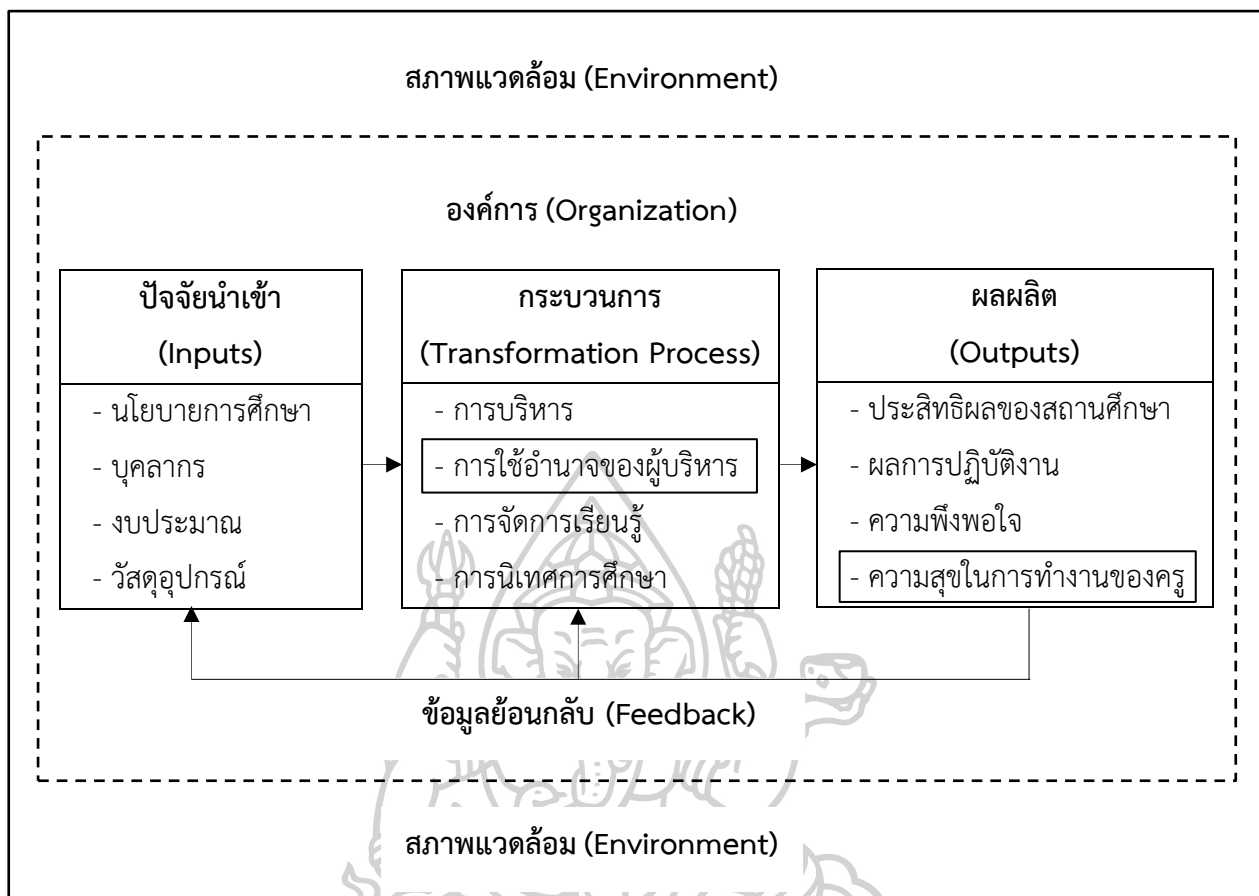 สภาพแวดล้อม (Environment)
องค์การ (Organization)
ปัจจัยนำเข้า
(Inputs)
- นโยบายการศึกษา
- บุคลากร
- งบประมาณ
- วัสดุอุปกรณ์
กระบวนการ
(Transformation Process)
- การบริหาร
- การใช้อำนาจของผู้บริหาร
- การจัดการเรียนรู้
- การนิเทศการศึกษา
ผลผลิต
(Outputs)
- ประสิทธิผลของสถานศึกษา
- ผลการปฏิบัติงาน
- ความพึงพอใจ
- ความสุขในการทำงานของครู
ข้อมูลย้อนกลับ (Feedback)
สภาพแวดล้อม (Environment)